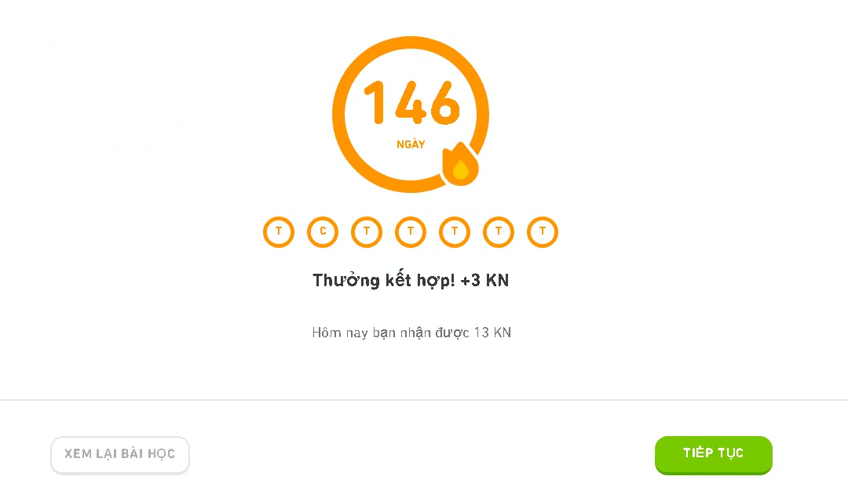 146
NGÀY
T C T T T T T
Thưởng kết hợp! +3 KN
Hôm nay bạn nhận được 13 KN
XEM LẠI BÀI HỌC
TIẾP TỤC